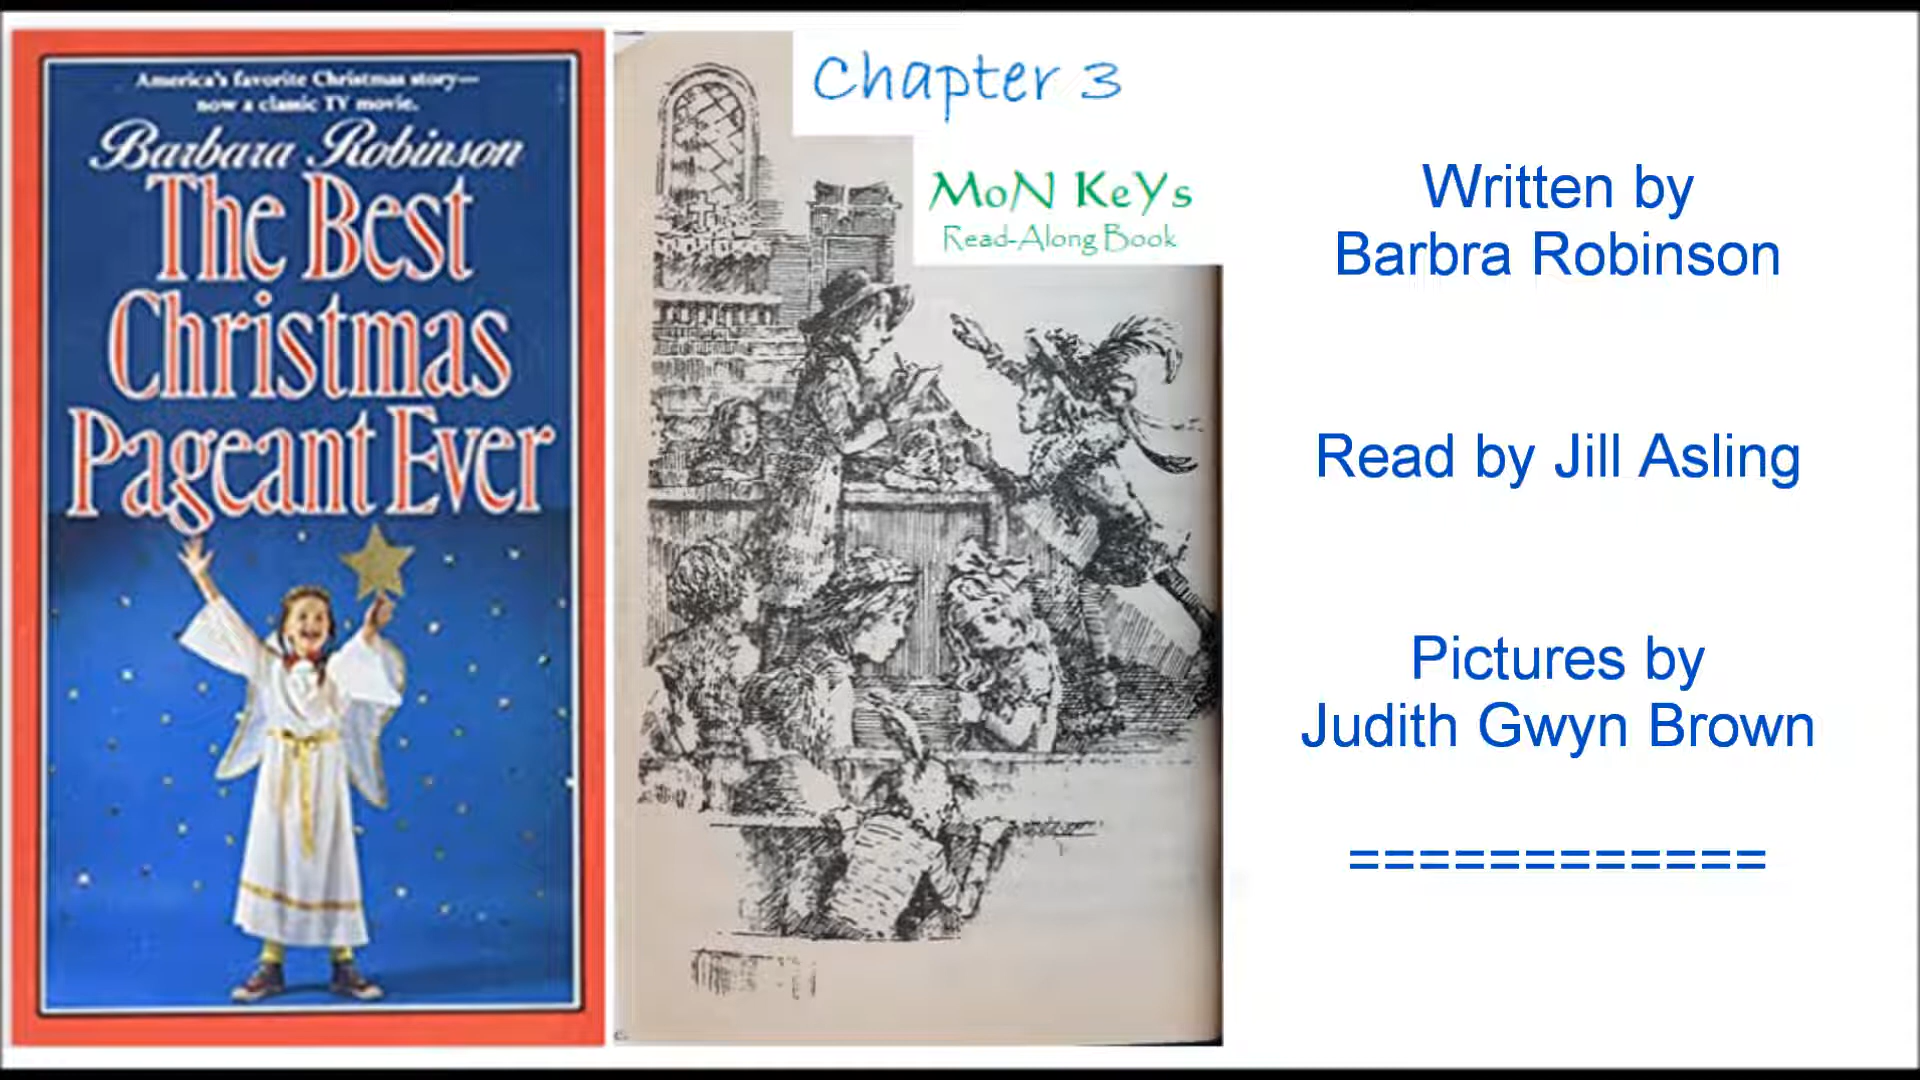 America's favorite Christmas story—
now a classic TV movie.
Barbara Robinson
The Best
Christmas
Pageant Ever
Chapter 3
MoN KeYs
Read-Along Book
Written by
Barbra Robinson
Read by Jill Asling
Pictures by
Judith Gwyn Brown
============